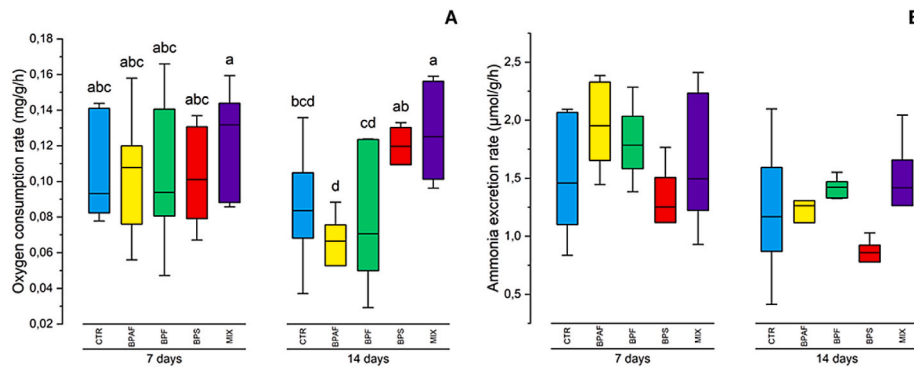 A
Oxygen consumption rate (mg/g/h)
0,18
0,16
0,14
0,12
0,10
0,08
0,06
0,04
0,02
abc
abc
abc
abc
a
bcd
d
cd
ab
a
CTR
BPAF
BPF
BPS
MIX
CTR
BPAF
BPF
BPS
MIX
7 days
14 days
Ammonia excretion rate (µmol/g/h)
2,5
2,0
1,5
1,0
0,5
CTR
BPAF
BPF
BPS
MIX
CTR
BPAF
BPF
BPS
MIX
7 days
14 days